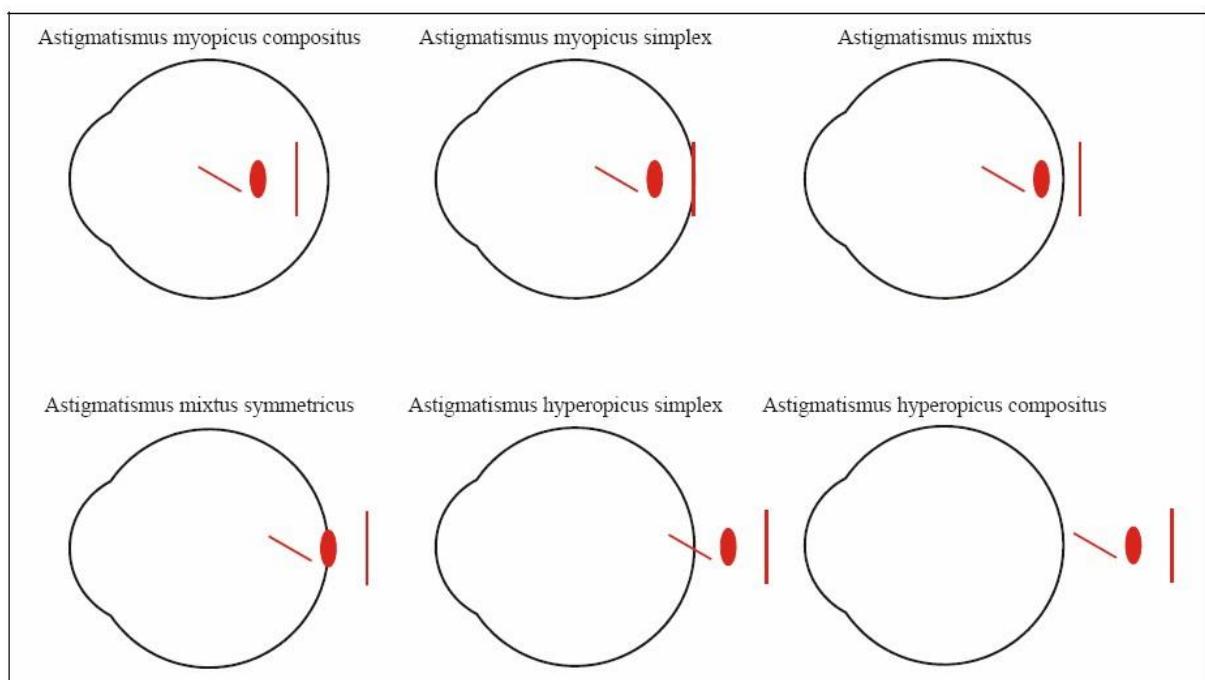 Astigmatismus myopicus compositus
Astigmatismus myopicus simplex
Astigmatismus mixtus
Astigmatismus mixtus symmetricus
Astigmatismus hyperopicus simplex
Astigmatismus hyperopicus compositus